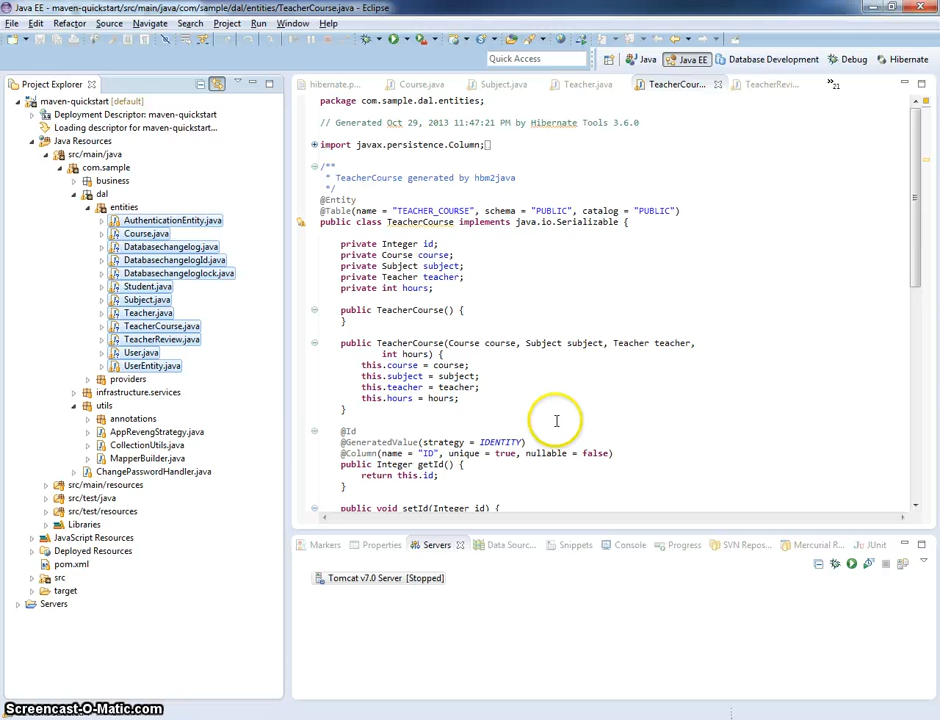 Java EE - maven-quickstart/src/main/java/com/sample/dal/entities/TeacherCourse.java - Eclipse
File Edit Refactor Source Navigate Search Project Run Window Help
Quick Access
Java Java EE Database Development Debug Hibernate
Project Explorer
maven-quickstart [default]
Deployment Descriptor: maven-quickstart
Loading descriptor for maven-quickstart...
Java Resources
src/main/java
com.sample
business
dal
entities
AuthenticationEntity.java
Course.java
Databasechangelog.java
DatabasechangelogId.java
Databasechangeloglock.java
Student.java
Subject.java
Teacher.java
TeacherCourse.java
TeacherReview.java
User.java
UserEntity.java
providers
infrastructure.services
utils
annotations
AppRevengStrategy.java
CollectionUtils.java
MapperBuilder.java
ChangePasswordHandler.java
src/main/resources
src/test/java
src/test/resources
Libraries
JavaScript Resources
Deployed Resources
pom.xml
src
target
Servers
hibernate.p... Course.java Subject.java Teacher.java TeacherCour... TeacherRevi... »21
package com.sample.dal.entities;
// Generated Oct 29, 2013 11:47:21 PM by Hibernate Tools 3.6.0
import javax.persistence.Column;
/**
* TeacherCourse generated by hbm2java
*/
@Entity
@Table(name = "TEACHER_COURSE", schema = "PUBLIC", catalog = "PUBLIC")
public class TeacherCourse implements java.io.Serializable {
private Integer id;
private Course course;
private Subject subject;
private Teacher teacher;
private int hours;
public TeacherCourse() {
}
public TeacherCourse(Course course, Subject subject, Teacher teacher,
int hours) {
this.course = course;
this.subject = subject;
this.teacher = teacher;
this.hours = hours;
}
@Id
@GeneratedValue(strategy = IDENTITY)
@Column(name = "ID", unique = true, nullable = false)
public Integer getId() {
return this.id;
}
public void setId(Integer id) {
Markers Properties Servers Data Sourc... Snippets Console Progress SVN Repos... Mercurial R... JUnit
Tomcat v7.0 Server [Stopped]
Screencast-O-Matic.com